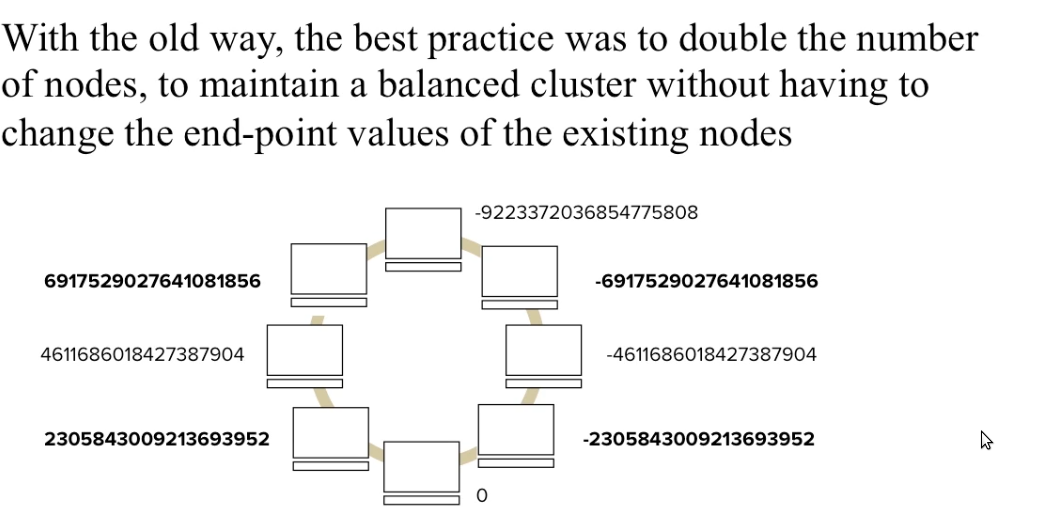 With the old way, the best practice was to double the number
of nodes, to maintain a balanced cluster without having to
change the end-point values of the existing nodes
-9223372036854775808
6917529027641081856
-6917529027641081856
4611686018427387904
-4611686018427387904
2305843009213693952
-2305843009213693952
0